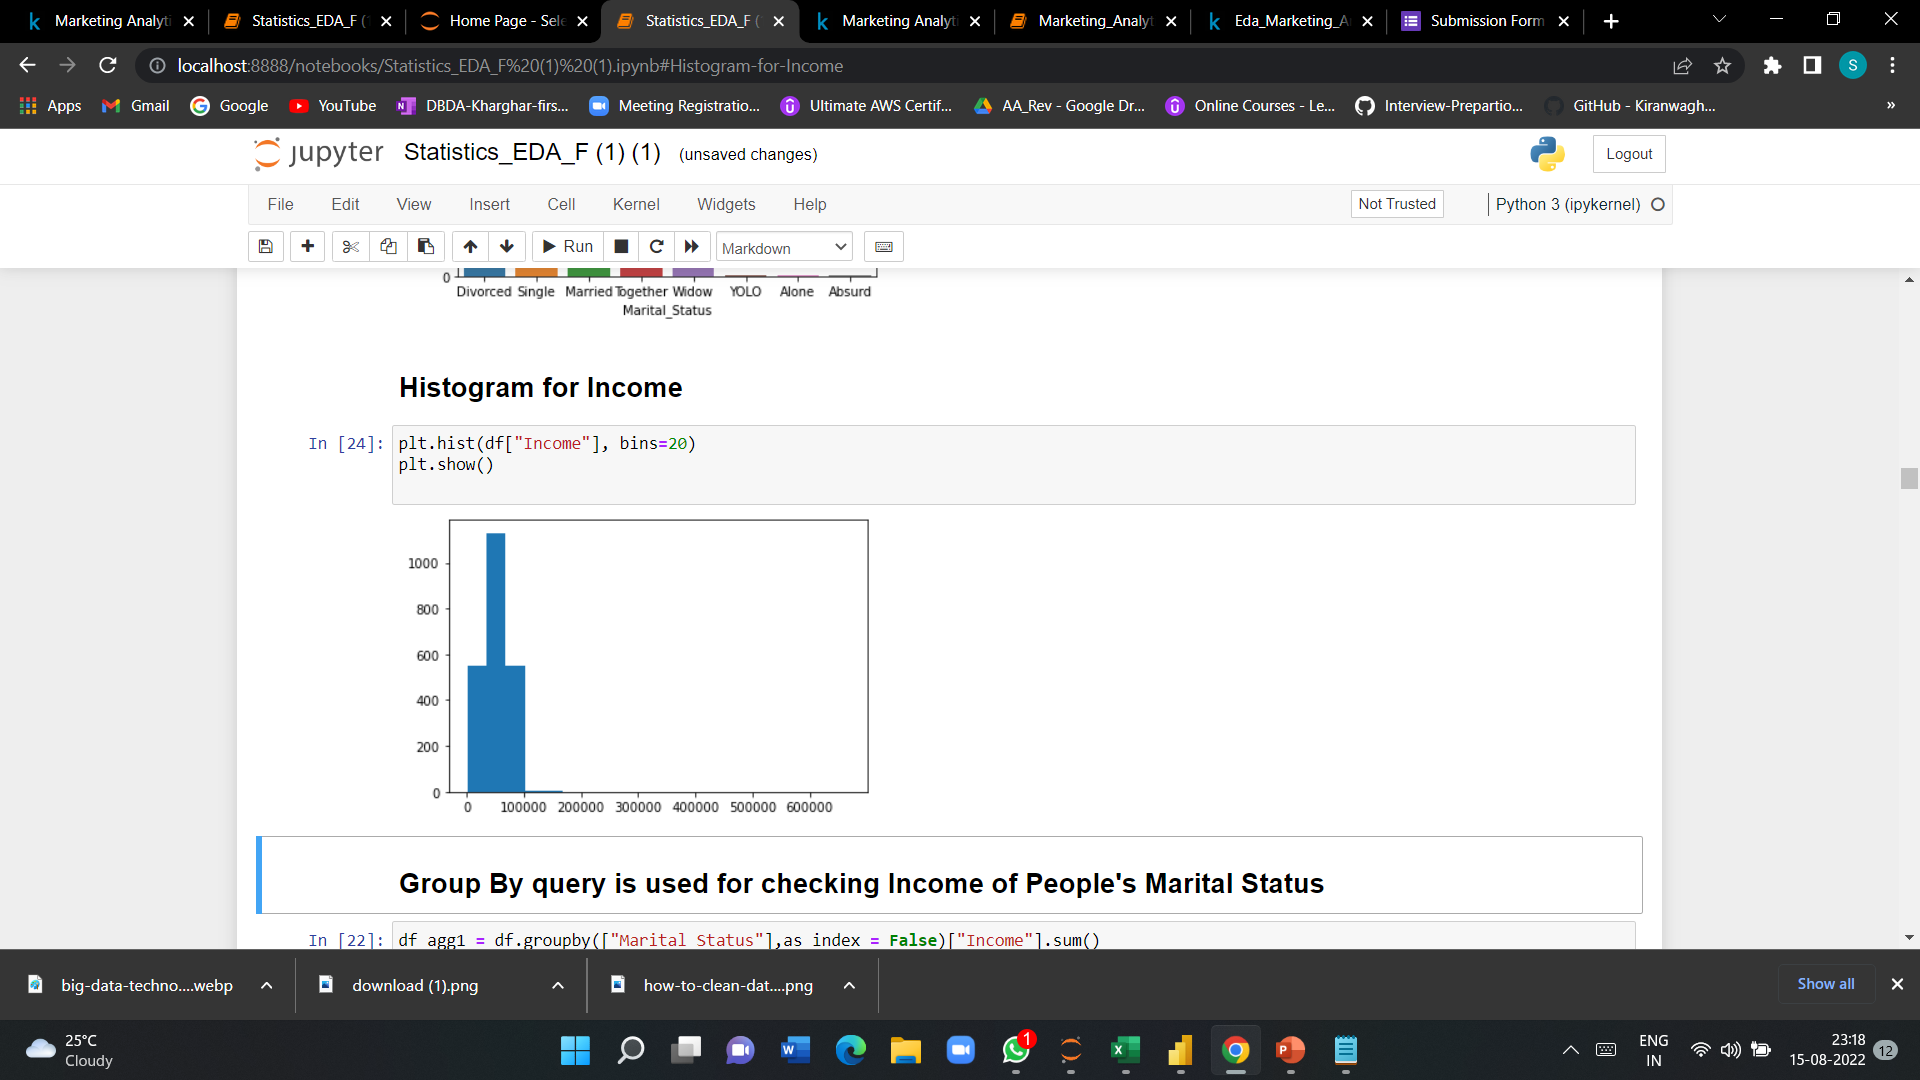 Marketing Analyti
Statistics_EDA_F (
Home Page - Sele
Statistics_EDA_F (
Marketing Analyti
Marketing_Analyt
Eda_Marketing_A
Submission Form
localhost:8888/notebooks/Statistics_EDA_F%20(1)%20(1).ipynb#Histogram-for-Income
S
Apps
Gmail
Google
YouTube
DBDA-Kharghar-firs...
Meeting Registratio...
Ultimate AWS Certif...
AA_Rev - Google Dr...
Online Courses - Le...
Interview-Prepartio...
GitHub - Kiranwagh...
»
jupyter Statistics_EDA_F (1) (1) (unsaved changes)
Logout
File Edit View Insert Cell Kernel Widgets Help
Not Trusted
Python 3 (ipykernel)
Run
Markdown
0
Divorced Single Married Together Widow YOLO Alone Absurd
Marital_Status
Histogram for Income
In [24]: plt.hist(df["Income"], bins=20)
plt.show()
1000
800
600
400
200
0
0 100000 200000 300000 400000 500000 600000
Group By query is used for checking Income of People's Marital Status
In [22]: df agg1 = df.groupby(["Marital Status"],as index = False)["Income"].sum()
big-data-techno....webp
download (1).png
how-to-clean-dat....png
Show all
25°C
Cloudy
1
ENG
IN
23:18
15-08-2022
12